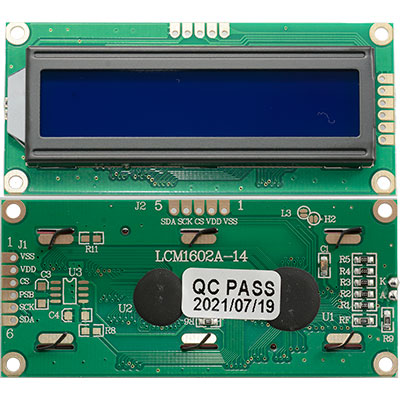 J2 5 1
SDA SCK CS VDD VSS
L3
H2
1 J1
VSS
VDD
CS
PSB
SCK
SDA
6
C3
U3
C4
R11
R8
LCM1602A-14
QC PASS
2021/07/19
U2
R6
U1
C1
R5
R4
R3
R2
R1
RF
K
A
R9